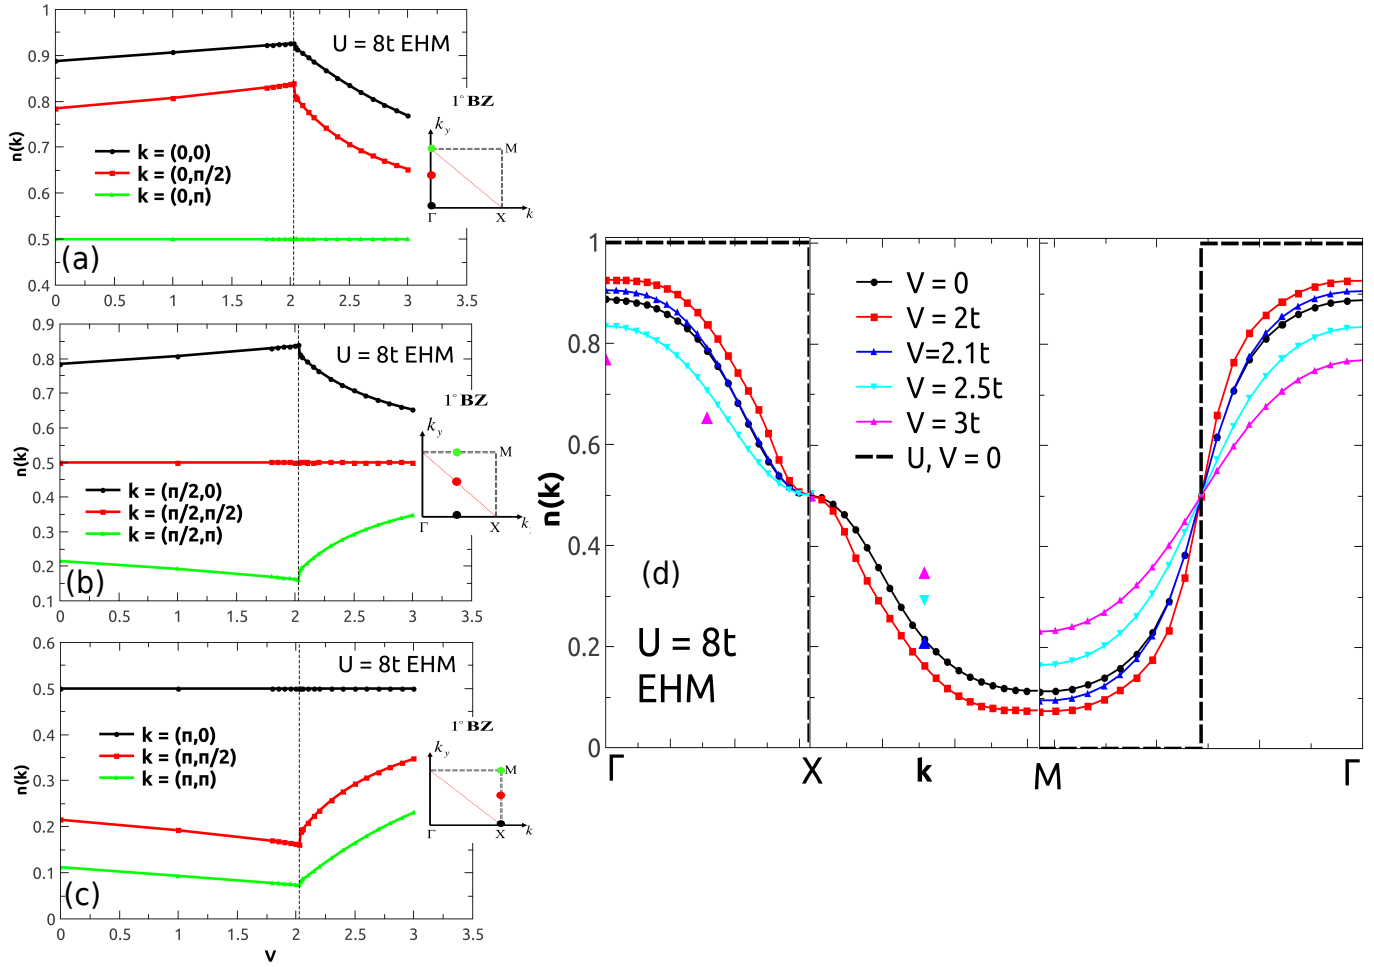 1
0.9
0.8
0.7
0.6
0.5
0.4
n(k)
U = 8t EHM
k = (0,0)
k = (0,π/2)
k = (0,π)
(a)
0 0.5 1 1.5 2 2.5 3 3.5
1° BZ
k y
M
Γ X k
0.9
0.8
0.7
0.6
0.5
0.4
0.3
0.2
0.1
n(k)
U = 8t EHM
k = (π/2,0)
k = (π/2,π/2)
k = (π/2,π)
(b)
0 0.5 1 1.5 2 2.5 3 3.5
1° BZ
k y
M
Γ X k
0.6
0.5
0.4
0.3
0.2
0.1
0
n(k)
U = 8t EHM
k = (π,0)
k = (π,π/2)
k = (π,π)
(c)
0 0.5 1 1.5 2 2.5 3 3.5
V
1° BZ
k y
M
Γ X k
1
0.8
0.6
0.4
0.2
0
n(k)
V = 0
V = 2t
V=2.1t
V = 2.5t
V = 3t
U, V = 0
(d)
U = 8t
EHM
Γ X k M Γ